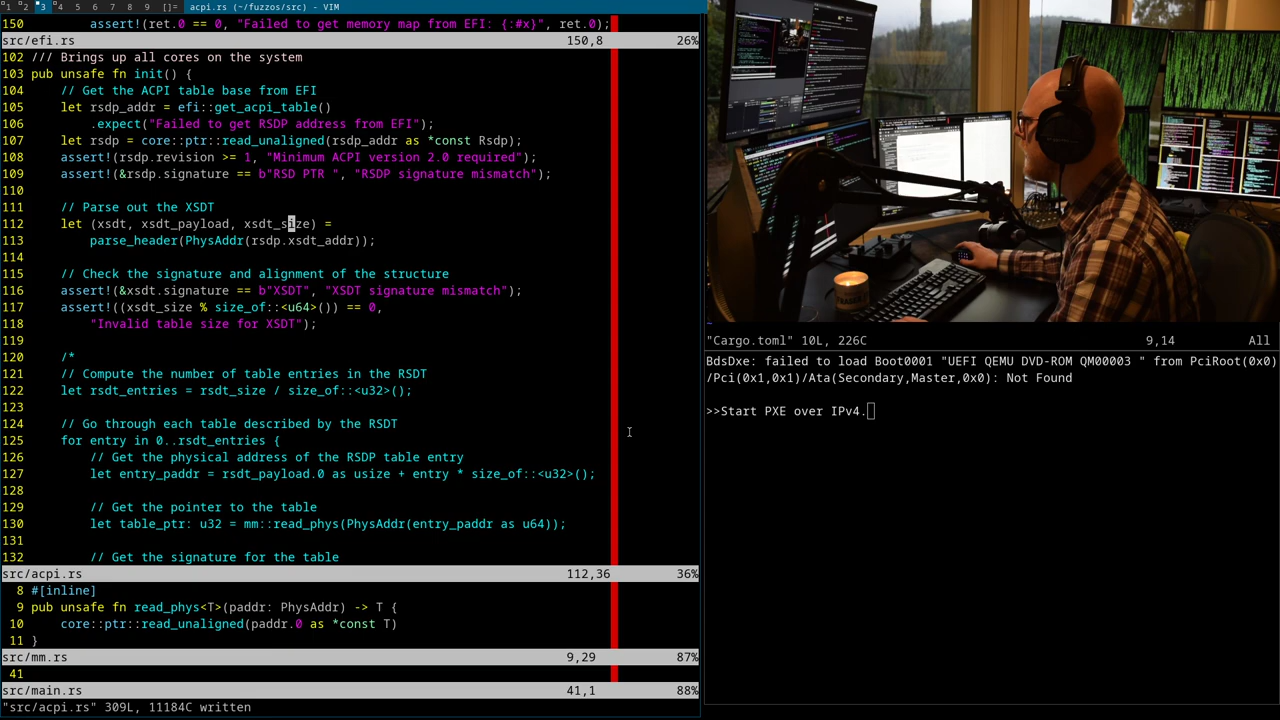 1 2 3 4 5 6 7 8 9 []= acpi.rs (~/fuzzos/src) - VIM
150         assert!(ret.0 == 0, "Failed to get memory map from EFI: {:#x}", ret.0);
src/efi.rs 150,8 26%
102 /// Brings up all cores on the system
103 pub unsafe fn init() {
104     // Get the ACPI table base from EFI
105     let rsdp_addr = efi::get_acpi_table()
106         .expect("Failed to get RSDP address from EFI");
107     let rsdp = core::ptr::read_unaligned(rsdp_addr as *const Rsdp);
108     assert!(rsdp.revision >= 1, "Minimum ACPI version 2.0 required");
109     assert!(&rsdp.signature == b"RSD PTR ", "RSDP signature mismatch");
110
111     // Parse out the XSDT
112     let (xsdt, xsdt_payload, xsdt_size) =
113         parse_header(PhysAddr(rsdp.xsdt_addr));
114
115     // Check the signature and alignment of the structure
116     assert!(&xsdt.signature == b"XSDT", "XSDT signature mismatch");
117     assert!((xsdt_size % size_of::<u64>()) == 0,
118         "Invalid table size for XSDT");
119
120     /*
121     // Compute the number of table entries in the RSDT
122     let rsdt_entries = rsdt_size / size_of::<u32>();
123
124     // Go through each table described by the RSDT
125     for entry in 0..rsdt_entries {
126         // Get the physical address of the RSDP table entry
127         let entry_paddr = rsdt_payload.0 as usize + entry * size_of::<u32>();
128
129         // Get the pointer to the table
130         let table_ptr: u32 = mm::read_phys(PhysAddr(entry_paddr as u64));
131
132         // Get the signature for the table
src/acpi.rs 112,36 36%
8 #[inline]
9 pub unsafe fn read_phys<T>(paddr: PhysAddr) -> T {
10     core::ptr::read_unaligned(paddr.0 as *const T)
11 }
src/mm.rs 9,29 87%
41
src/main.rs 41,1 88%
"src/acpi.rs" 309L, 11184C written
~
"Cargo.toml" 10L, 226C 9,14 All
BdsDxe: failed to load Boot0001 "UEFI QEMU DVD-ROM QM00003 " from PciRoot(0x0)
/Pci(0x1,0x1)/Ata(Secondary,Master,0x0): Not Found
>>Start PXE over IPv4.